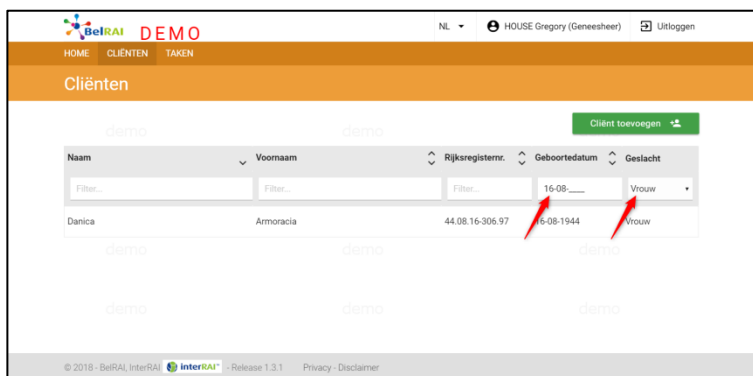 BelRAI DEMO NL HOUSE Gregory (Geneesheer) Uitloggen
HOME CLIËNTEN TAKEN
Cliënten
demo demo
Cliënt toevoegen
Naam Voornaam Rijksregisternr. Geboortedatum Geslacht
Filter... Filter... Filter... 16-08-____ Vrouw
Danica Armoracia 44.08.16-306.97 16-08-1944 Vrouw
demo demo demo
demo demo demo
© 2018 - BelRAI, InterRAI interRAI - Release 1.3.1 Privacy - Disclaimer